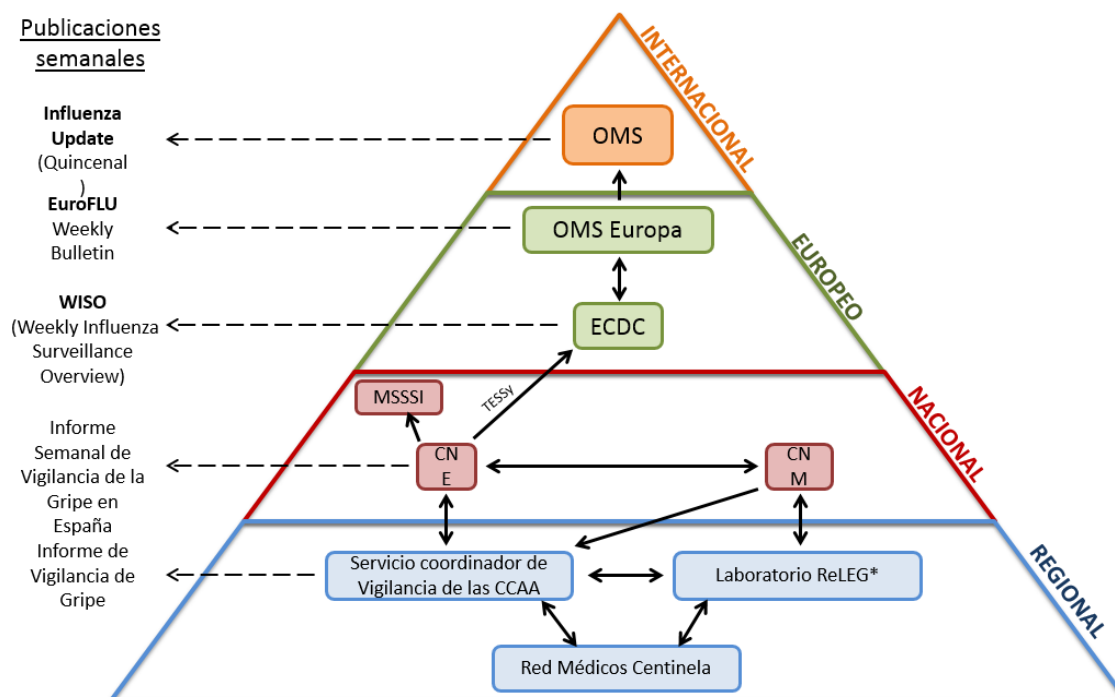 Publicaciones
semanales
Influenza
Update
(Quincenal
)
EuroFLU
Weekly
Bulletin
WISO
(Weekly Influenza
Surveillance
Overview)
Informe
Semanal de
Vigilancia de la
Gripe en
España
Informe de
Vigilancia de
Gripe
INTERNACIONAL
OMS
EUROPEO
OMS Europa
ECDC
TESSy
NACIONAL
MSSSI
CN
E
CN
M
REGIONAL
Servicio coordinador de
Vigilancia de las CCAA
Laboratorio ReLEG*
Red Médicos Centinela